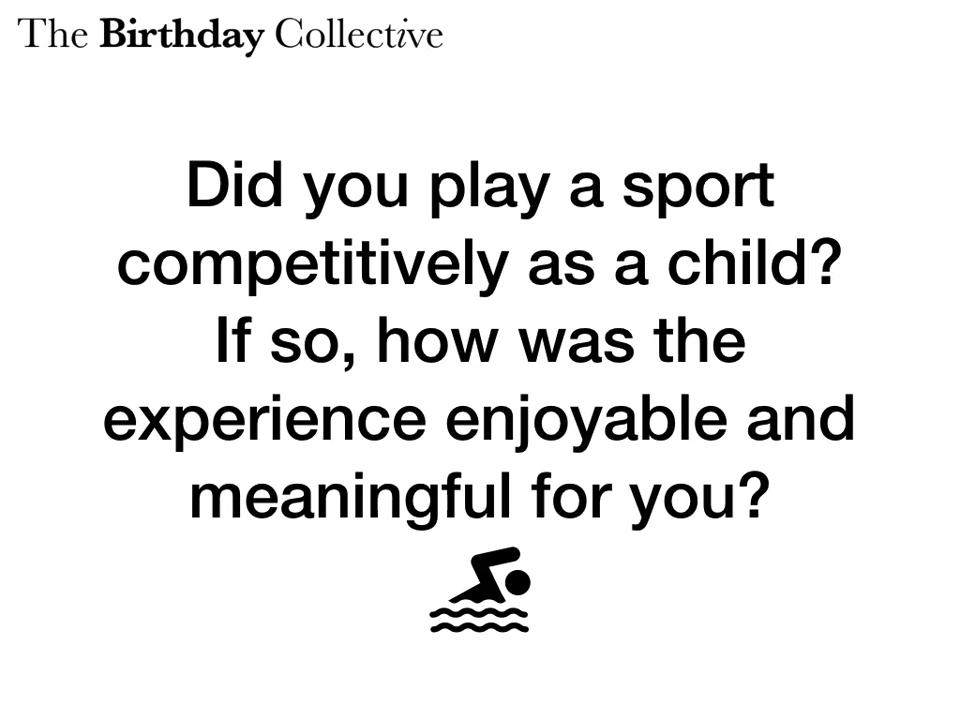 The Birthday Collective
Did you play a sport
competitively as a child?
If so, how was the
experience enjoyable and
meaningful for you?